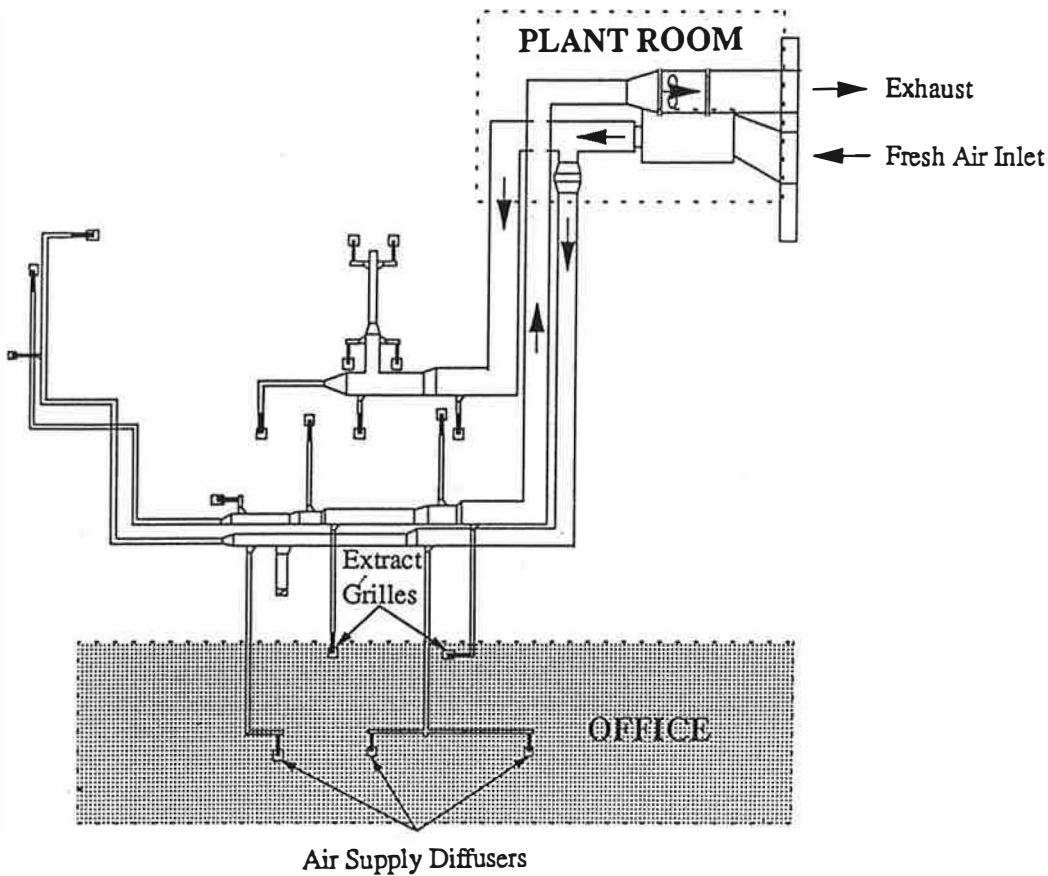 PLANT ROOM
Exhaust
Fresh Air Inlet
Extract
Grilles
OFFICE
Air Supply Diffusers